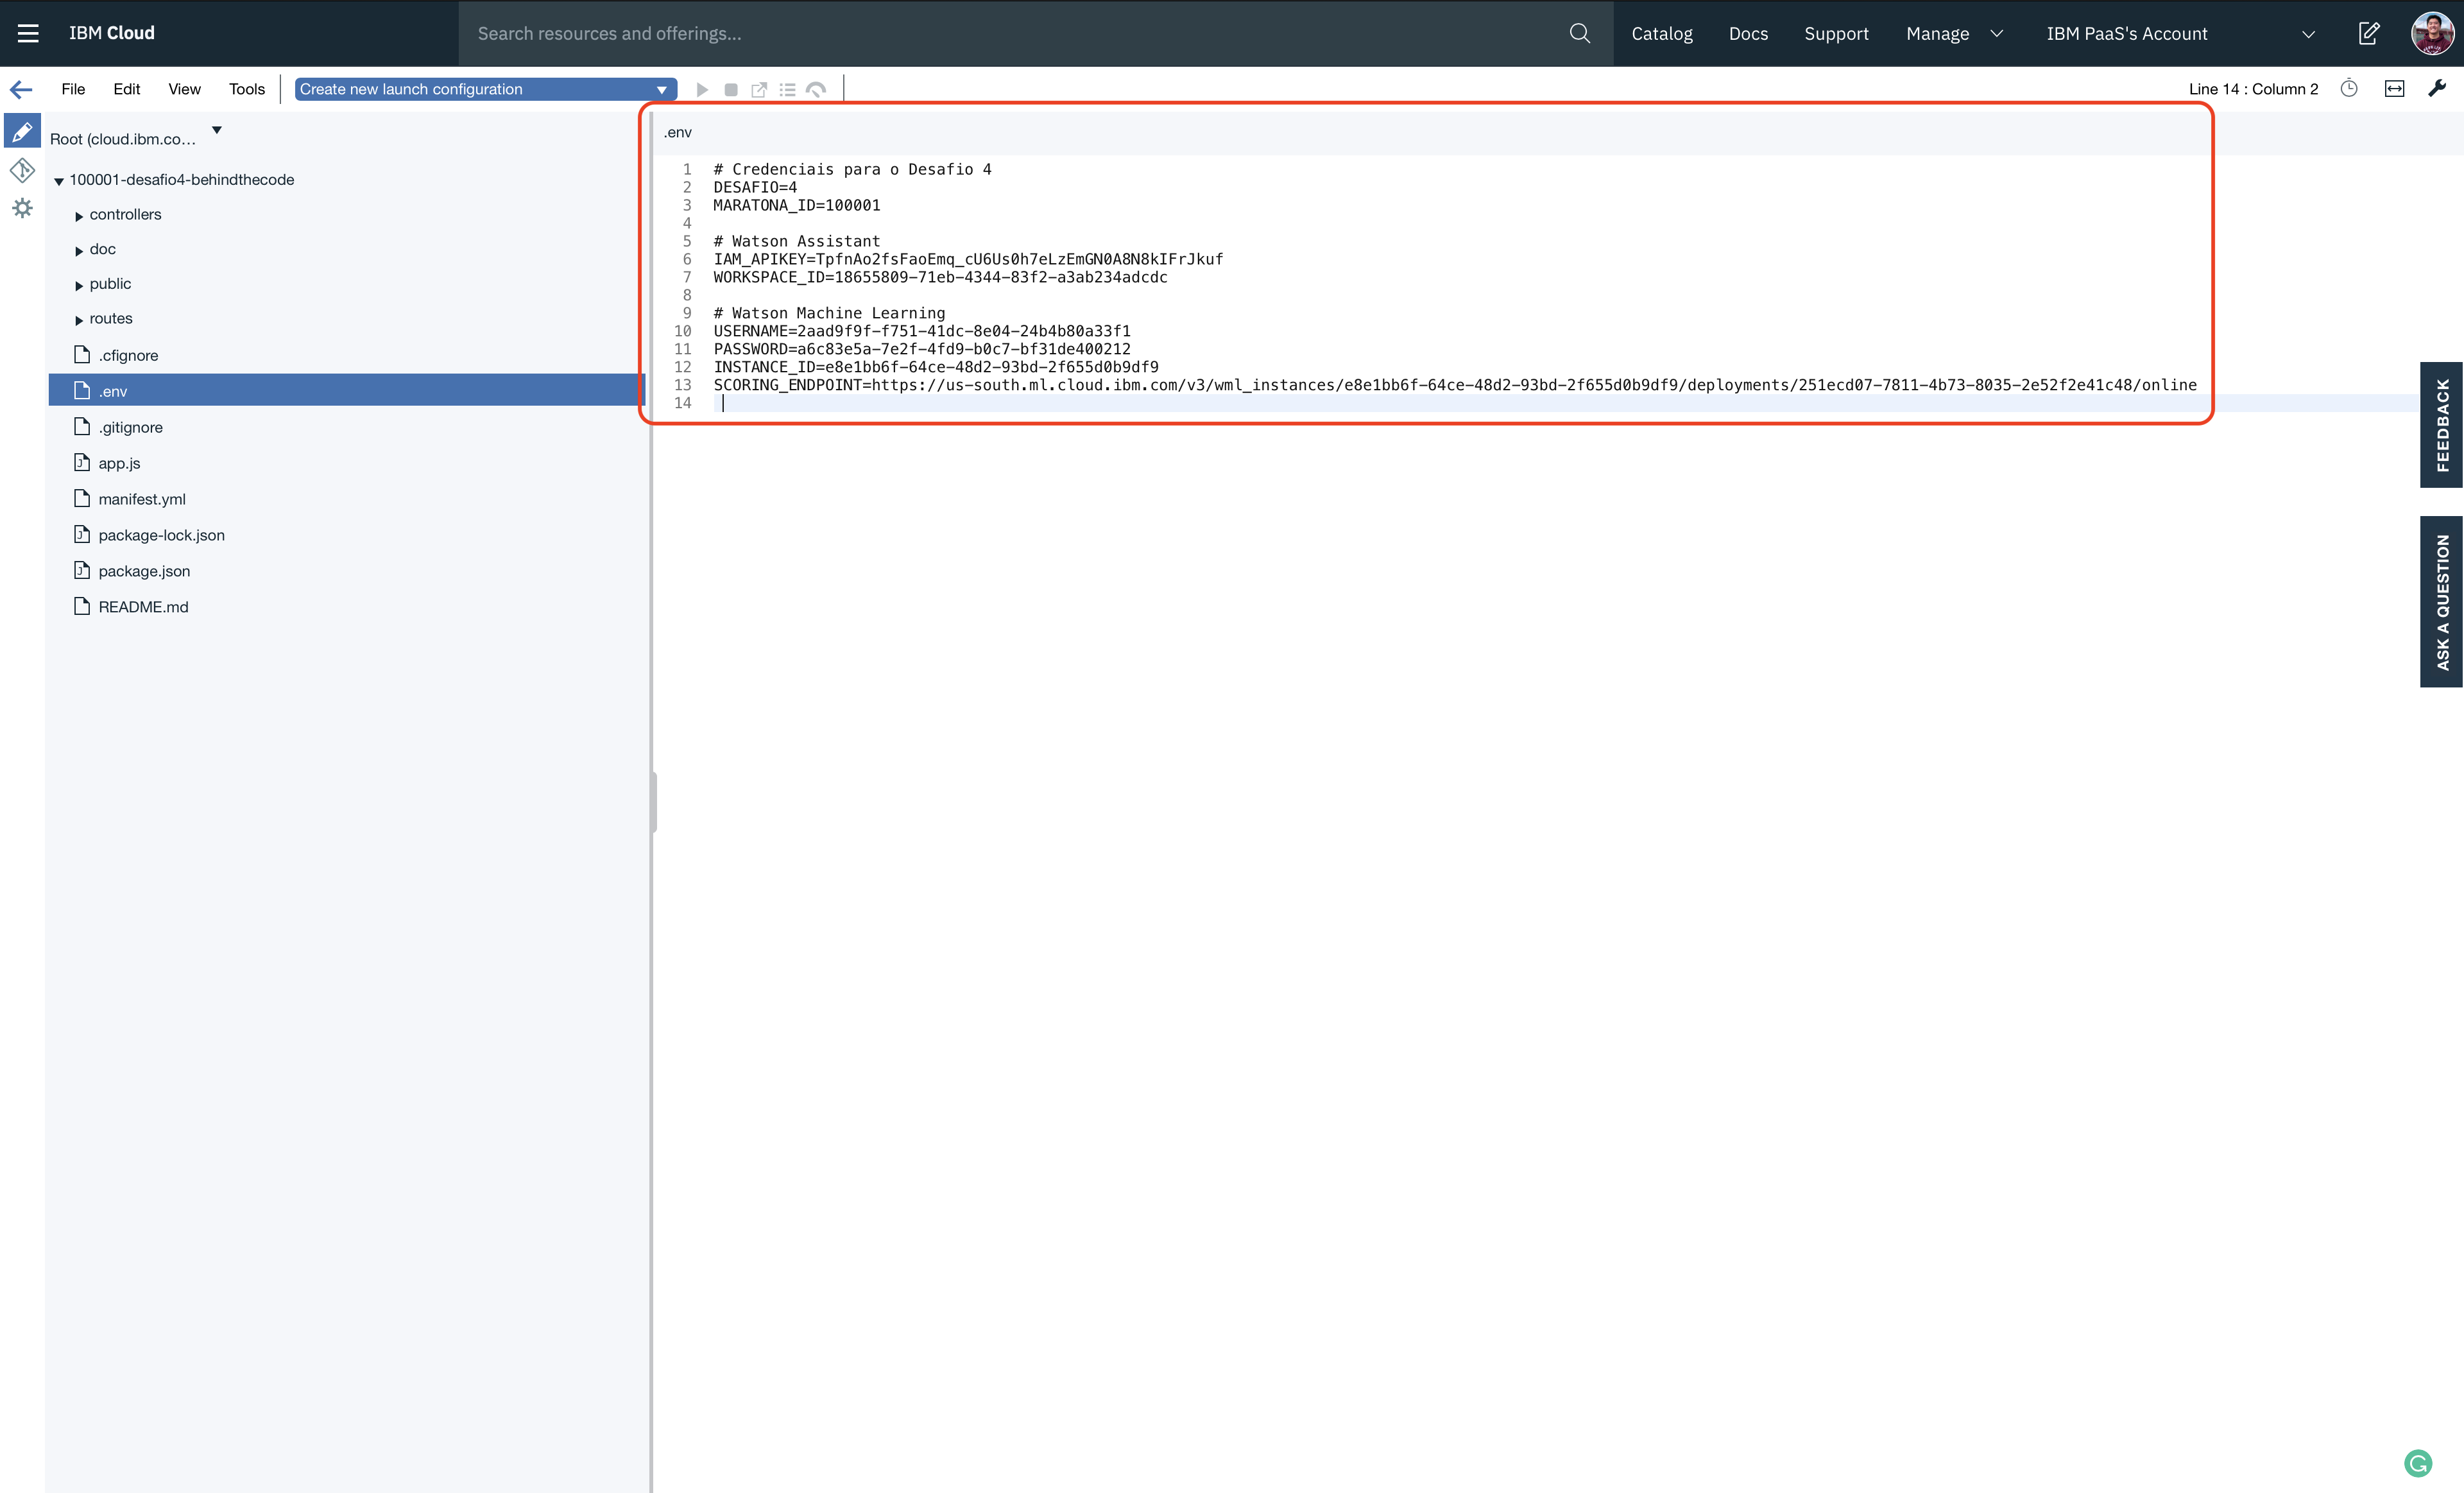 IBM Cloud
Search resources and offerings...
Catalog
Docs
Support
Manage
IBM PaaS's Account
File
Edit
View
Tools
Create new launch configuration
Line 14 : Column 2
Root (cloud.ibm.co...
100001-desafio4-behindthecode
controllers
doc
public
routes
.cfignore
.env
.gitignore
app.js
manifest.yml
package-lock.json
package.json
README.md
.env
1 # Credenciais para o Desafio 4
2 DESAFIO=4
3 MARATONA_ID=100001
4
5 # Watson Assistant
6 IAM_APIKEY=TpfnAo2fsFaoEmq_cU6Us0h7eLzEmGN0A8N8kIFrJkuf
7 WORKSPACE_ID=18655809-71eb-4344-83f2-a3ab234adcdc
8
9 # Watson Machine Learning
10 USERNAME=2aad9f9f-f751-41dc-8e04-24b4b80a33f1
11 PASSWORD=a6c83e5a-7e2f-4fd9-b0c7-bf31de400212
12 INSTANCE_ID=e8e1bb6f-64ce-48d2-93bd-2f655d0b9df9
13 SCORING_ENDPOINT=https://us-south.ml.cloud.ibm.com/v3/wml_instances/e8e1bb6f-64ce-48d2-93bd-2f655d0b9df9/deployments/251ecd07-7811-4b73-8035-2e52f2e41c48/online
14
FEEDBACK
ASK A QUESTION